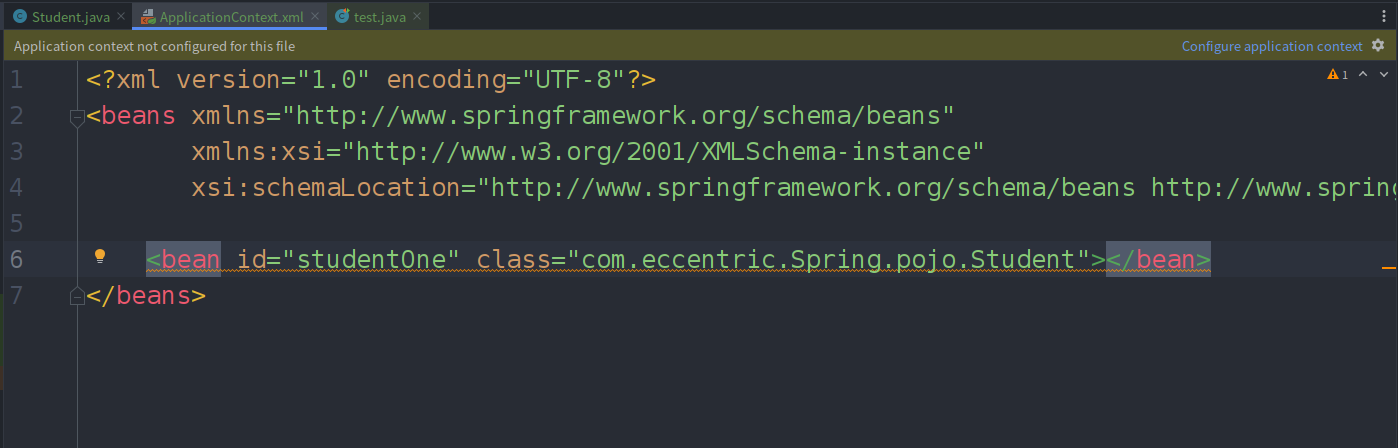 Student.java ApplicationContext.xml test.java
Application context not configured for this file Configure application context
1 <?xml version="1.0" encoding="UTF-8"?> 1
2 <beans xmlns="http://www.springframework.org/schema/beans"
3 xmlns:xsi="http://www.w3.org/2001/XMLSchema-instance"
4 xsi:schemaLocation="http://www.springframework.org/schema/beans http://www.spring
5
6 <bean id="studentOne" class="com.eccentric.Spring.pojo.Student"></bean>
7 </beans>